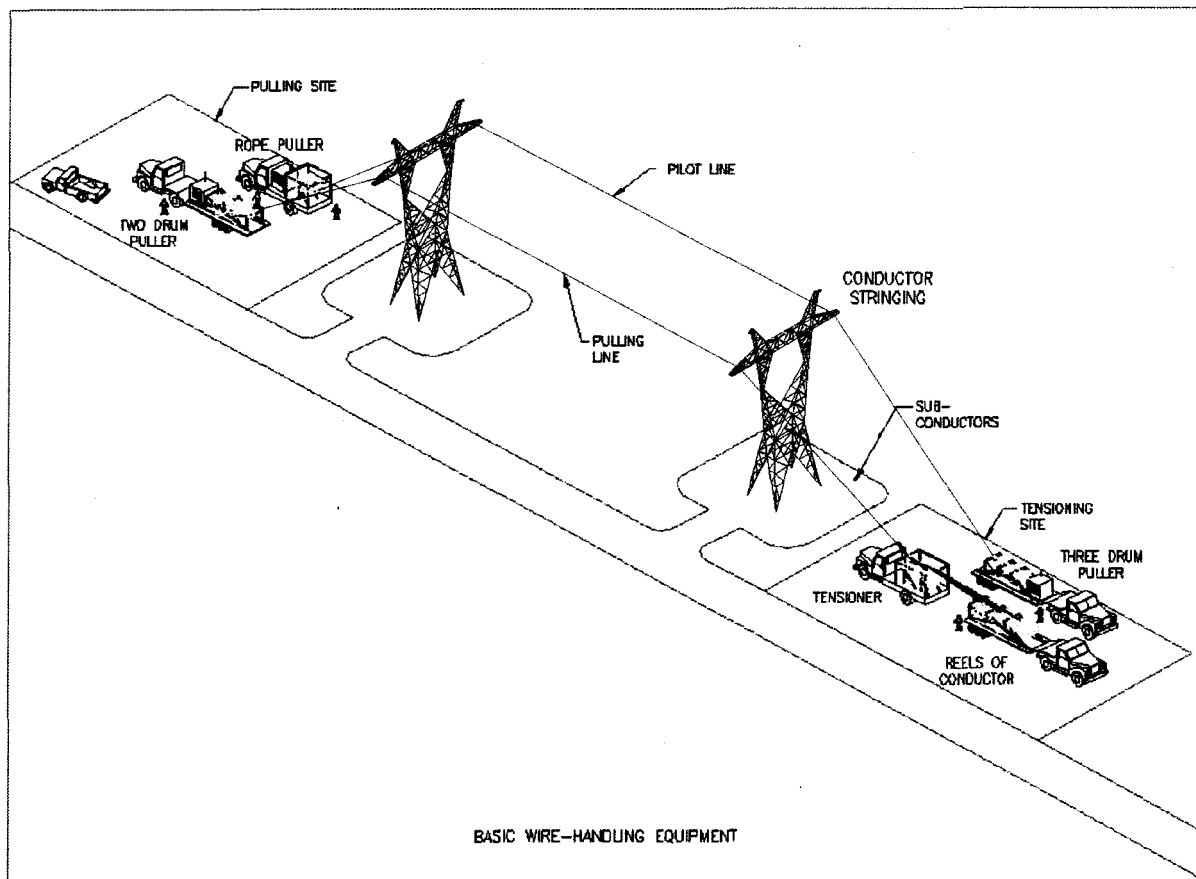 PULLING SITE
ROPE PULLER
TWO DRUM
PULLER
PILOT LINE
CONDUCTOR
STRINGING
PULLING
LINE
SUB-
CONDUCTORS
TENSIONING
SITE
THREE DRUM
PULLER
TENSIONER
REELS OF
CONDUCTOR
BASIC WIRE-HANDLING EQUIPMENT